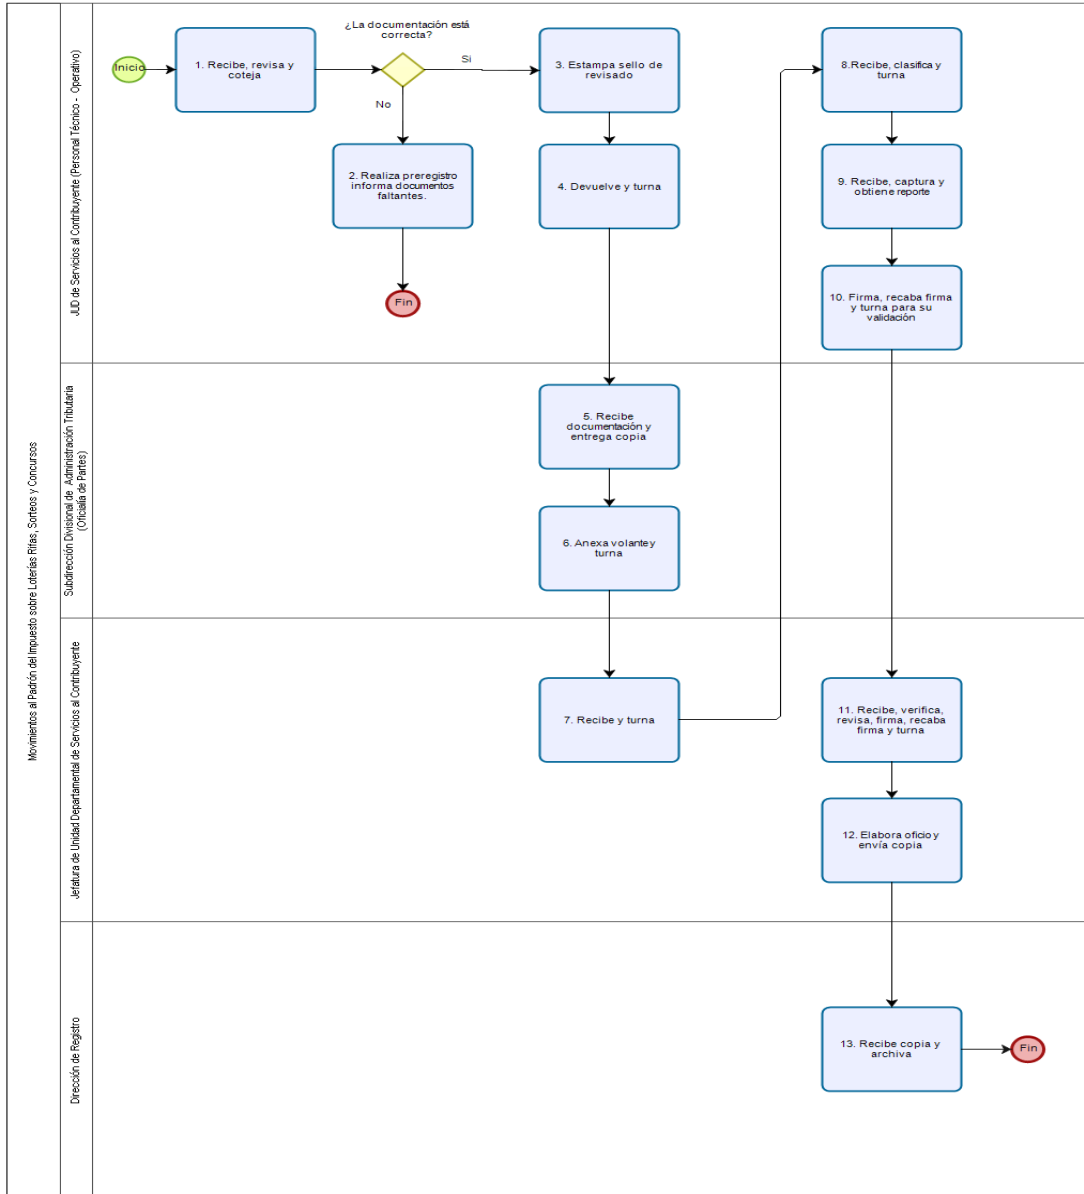 Movimientos al Padrón del Impuesto sobre Loterías Rifas, Sorteos y Concursos
JUD de Servicios al Contribuyente (Personal Técnico - Operativo)
Inicio
1. Recibe, revisa y
coteja
¿La documentación está
correcta?
Si
No
2. Realiza preregistro
informa documentos
faltantes.
Fin
3. Estampa sello de
revisado
4. Devuelve y turna
8.Recibe, clasifica y
turna
9. Recibe, captura y
obtiene reporte
10. Firma, recaba firma
y turna para su
validación
Subdirección Divisional de Administración Tributaria
(Oficialía de Partes)
5. Recibe
documentación y
entrega copia
6. Anexa volantey
turna
Jefatura de Unidad Departamental de Servicios al Contribuyente
7. Recibe y turna
11. Recibe, verifica,
revisa, firma, recaba
firma y turna
12. Elabora oficio y
envía copia
Dirección de Registro
13. Recibe copia y
archiva
Fin